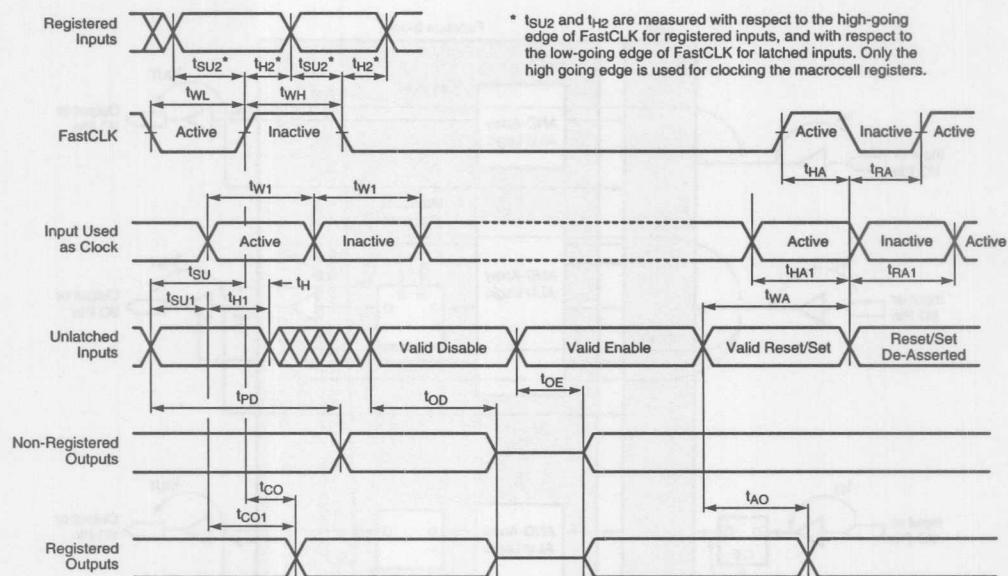 Registered
Inputs
* tSU2 and tH2 are measured with respect to the high-going
edge of FastCLK for registered inputs, and with respect to
the low-going edge of FastCLK for latched inputs. Only the
high going edge is used for clocking the macrocell registers.
tSU2* tH2* tSU2* tH2*
tWL tWH
FastCLK Active Inactive Active Inactive Active
tHA tRA
tW1 tW1
Input Used
as Clock
Active Inactive Active Inactive Active
tSU tHA1 tRA1
tSU1 tH1 tH tWA
Unlatched
Inputs
Valid Disable Valid Enable Valid Reset/Set Reset/Set
De-Asserted
tOE
tPD tOD
Non-Registered
Outputs
tCO tAO
tCO1
Registered
Outputs